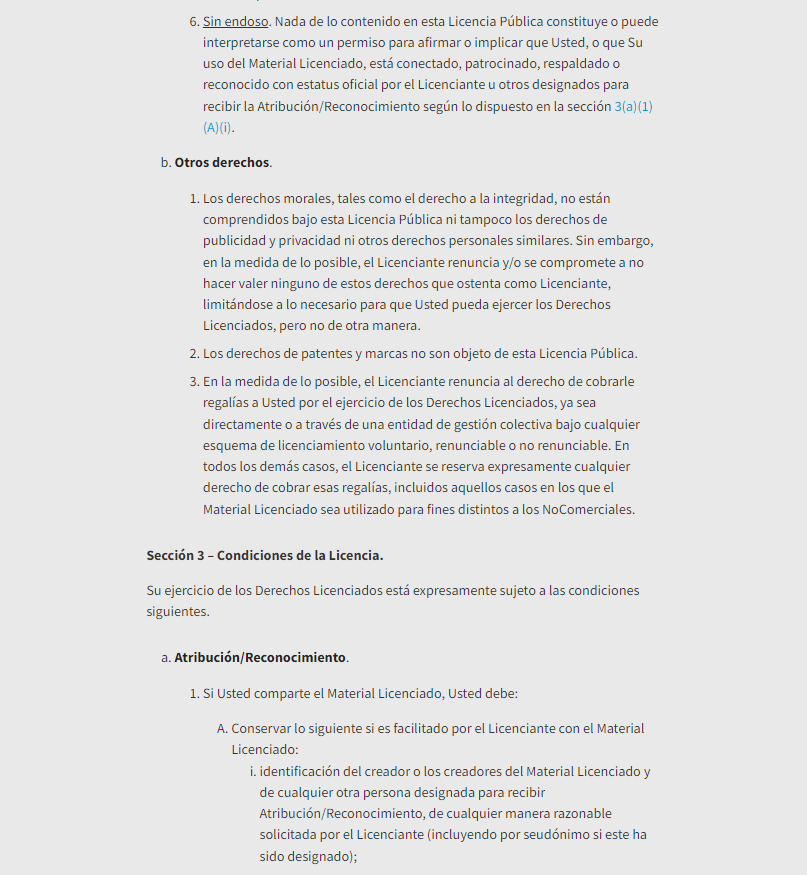 6. Sin endoso. Nada de lo contenido en esta Licencia Pública constituye o puede
interpretarse como un permiso para afirmar o implicar que Usted, o que Su
uso del Material Licenciado, está conectado, patrocinado, respaldado o
reconocido con estatus oficial por el Licenciante u otros designados para
recibir la Atribución/Reconocimiento según lo dispuesto en la sección 3(a)(1)
(A)(i).
b. Otros derechos.
1. Los derechos morales, tales como el derecho a la integridad, no están
comprendidos bajo esta Licencia Pública ni tampoco los derechos de
publicidad y privacidad ni otros derechos personales similares. Sin embargo,
en la medida de lo posible, el Licenciante renuncia y/o se compromete a no
hacer valer ninguno de estos derechos que ostenta como Licenciante,
limitándose a lo necesario para que Usted pueda ejercer los Derechos
Licenciados, pero no de otra manera.
2. Los derechos de patentes y marcas no son objeto de esta Licencia Pública.
3. En la medida de lo posible, el Licenciante renuncia al derecho de cobrarle
regalías a Usted por el ejercicio de los Derechos Licenciados, ya sea
directamente o a través de una entidad de gestión colectiva bajo cualquier
esquema de licenciamiento voluntario, renunciable o no renunciable. En
todos los demás casos, el Licenciante se reserva expresamente cualquier
derecho de cobrar esas regalías, incluidos aquellos casos en los que el
Material Licenciado sea utilizado para fines distintos a los NoComerciales.
Sección 3 – Condiciones de la Licencia.
Su ejercicio de los Derechos Licenciados está expresamente sujeto a las condiciones
siguientes.
a. Atribución/Reconocimiento.
1. Si Usted comparte el Material Licenciado, Usted debe:
A. Conservar lo siguiente si es facilitado por el Licenciante con el Material
Licenciado:
i. identificación del creador o los creadores del Material Licenciado y
de cualquier otra persona designada para recibir
Atribución/Reconocimiento, de cualquier manera razonable
solicitada por el Licenciante (incluyendo por seudónimo si este ha
sido designado);